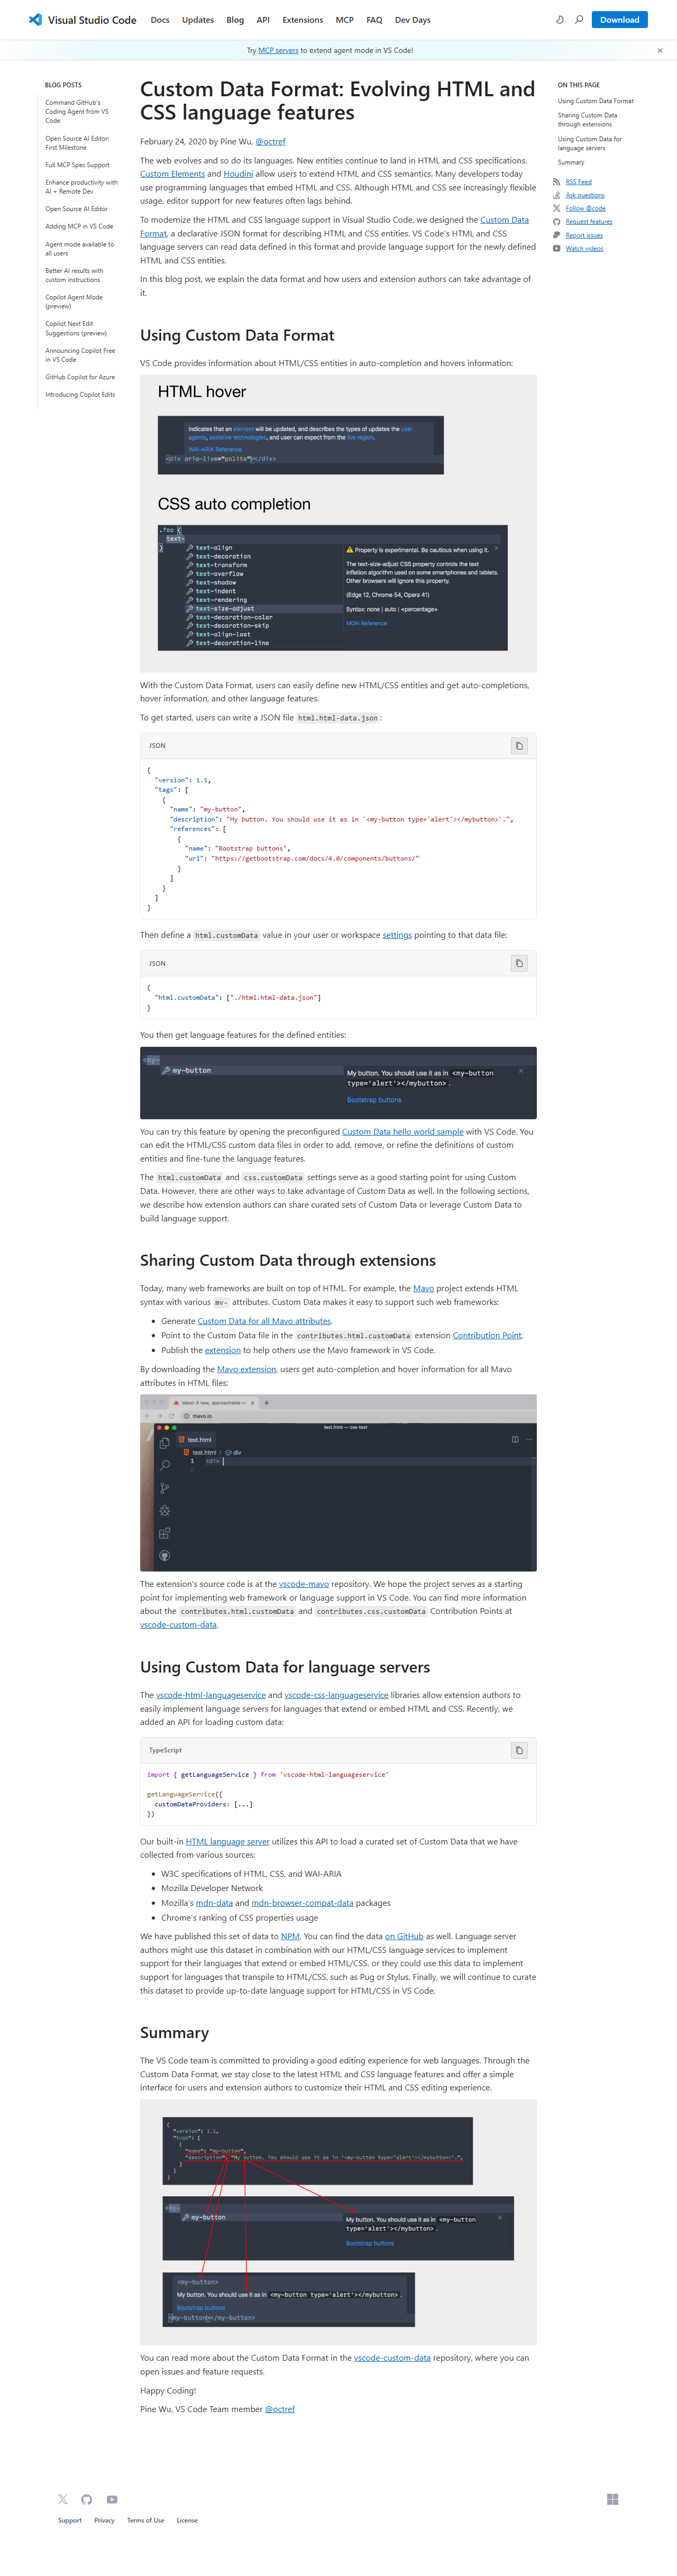 Visual Studio Code
Docs
Updates
Blog
API
Extensions
MCP
FAQ
Dev Days
Download
Try MCP servers to extend agent mode in VS Code!
BLOG POSTS
Command GitHub's
Coding Agent from VS
Code
Open Source AI Editor:
First Milestone
Full MCP Spec Support
Enhance productivity with
AI + Remote Dev
Open Source AI Editor
Adding MCP in VS Code
Agent mode available to
all users
Better AI results with
custom instructions
Copilot Agent Mode
(preview)
Copilot Next Edit
Suggestions (preview)
Announcing Copilot Free
in VS Code
GitHub Copilot for Azure
Introducing Copilot Edits
Custom Data Format: Evolving HTML and
CSS language features
February 24, 2020 by Pine Wu, @octref
The web evolves and so do its languages. New entities continue to land in HTML and CSS specifications.
Custom Elements and Houdini allow users to extend HTML and CSS semantics. Many developers today
use programming languages that embed HTML and CSS. Although HTML and CSS see increasingly flexible
usage, editor support for new features often lags behind.
To modernize the HTML and CSS language support in Visual Studio Code, we designed the Custom Data
Format, a declarative JSON format for describing HTML and CSS entities. VS Code's HTML and CSS
language servers can read data defined in this format and provide language support for the newly defined
HTML and CSS entities.
In this blog post, we explain the data format and how users and extension authors can take advantage of
it.
Using Custom Data Format
VS Code provides information about HTML/CSS entities in auto-completion and hovers information:
HTML hover
Indicates that an element will be updated, and describes the types of updates the user
agents, assistive technologies, and user can expect from the live region.
WAI-ARIA Reference
<div aria-live="polite"></div>
CSS auto completion
.foo {
text-
}
text-align
text-decoration
text-transform
text-overflow
text-shadow
text-indent
text-rendering
text-size-adjust
text-decoration-color
text-decoration-skip
text-align-last
text-decoration-line
Property is experimental. Be cautious when using it.
The text-size-adjust CSS property controls the text
inflation algorithm used on some smartphones and tablets.
Other browsers will ignore this property.
(Edge 12, Chrome 54, Opera 41)
Syntax: none | auto | <percentage>
MDN Reference
With the Custom Data Format, users can easily define new HTML/CSS entities and get auto-completions,
hover information, and other language features.
To get started, users can write a JSON file html.html-data.json:
JSON
{
"version": 1.1,
"tags": [
{
"name": "my-button",
"description": "My button. You should use it as in `<my-button type='alert'></mybutton>`.",
"references": [
{
"name": "Bootstrap buttons",
"url": "https://getbootstrap.com/docs/4.0/components/buttons/"
}
]
}
]
}
Then define a html.customData value in your user or workspace settings pointing to that data file:
JSON
{
"html.customData": ["./html.html-data.json"]
}
You then get language features for the defined entities:
<my-
my-button
My button. You should use it as in <my-button
type='alert'></mybutton>.
Bootstrap buttons
You can try this feature by opening the preconfigured Custom Data hello world sample with VS Code. You
can edit the HTML/CSS custom data files in order to add, remove, or refine the definitions of custom
entities and fine-tune the language features.
The html.customData and css.customData settings serve as a good starting point for using Custom
Data. However, there are other ways to take advantage of Custom Data as well. In the following sections,
we describe how extension authors can share curated sets of Custom Data or leverage Custom Data to
build language support.
Sharing Custom Data through extensions
Today, many web frameworks are built on top of HTML. For example, the Mavo project extends HTML
syntax with various mv- attributes. Custom Data makes it easy to support such web frameworks:
Generate Custom Data for all Mavo attributes.
Point to the Custom Data file in the contributes.html.customData extension Contribution Point.
Publish the extension to help others use the Mavo framework in VS Code.
By downloading the Mavo extension, users get auto-completion and hover information for all Mavo
attributes in HTML files:
Mavo: A new, approachable w
mavo.io
test.html — css-test
test.html
test.html > div
1 <div
The extension's source code is at the vscode-mavo repository. We hope the project serves as a starting
point for implementing web framework or language support in VS Code. You can find more information
about the contributes.html.customData and contributes.css.customData Contribution Points at
vscode-custom-data.
Using Custom Data for language servers
The vscode-html-languageservice and vscode-css-languageservice libraries allow extension authors to
easily implement language servers for languages that extend or embed HTML and CSS. Recently, we
added an API for loading custom data:
TypeScript
import { getLanguageService } from 'vscode-html-languageservice'
getLanguageService({
customDataProviders: [...]
})
Our built-in HTML language server utilizes this API to load a curated set of Custom Data that we have
collected from various sources:
W3C specifications of HTML, CSS, and WAI-ARIA
Mozilla Developer Network
Mozilla's mdn-data and mdn-browser-compat-data packages
Chrome's ranking of CSS properties usage
We have published this set of data to NPM. You can find the data on GitHub as well. Language server
authors might use this dataset in combination with our HTML/CSS language services to implement
support for their languages that extend or embed HTML/CSS, or they could use this data to implement
support for languages that transpile to HTML/CSS, such as Pug or Stylus. Finally, we will continue to curate
this dataset to provide up-to-date language support for HTML/CSS in VS Code.
Summary
The VS Code team is committed to providing a good editing experience for web languages. Through the
Custom Data Format, we stay close to the latest HTML and CSS language features and offer a simple
interface for users and extension authors to customize their HTML and CSS editing experience.
{
"version": 1.1,
"tags": [
{
"name": "my-button",
"description": "My button. You should use it as in `<my-button type='alert'></mybutton>`.",
}
]
}
<my-
my-button
My button. You should use it as in <my-button
type='alert'></mybutton>.
Bootstrap buttons
<my-button>
My button. You should use it as in <my-button type='alert'></mybutton>.
Bootstrap buttons
<my-button></my-button>
You can read more about the Custom Data Format in the vscode-custom-data repository, where you can
open issues and feature requests.
Happy Coding!
Pine Wu, VS Code Team member @octref
ON THIS PAGE
Using Custom Data Format
Sharing Custom Data
through extensions
Using Custom Data for
language servers
Summary
RSS Feed
Ask questions
Follow @code
Request features
Report issues
Watch videos
Support
Privacy
Terms of Use
License